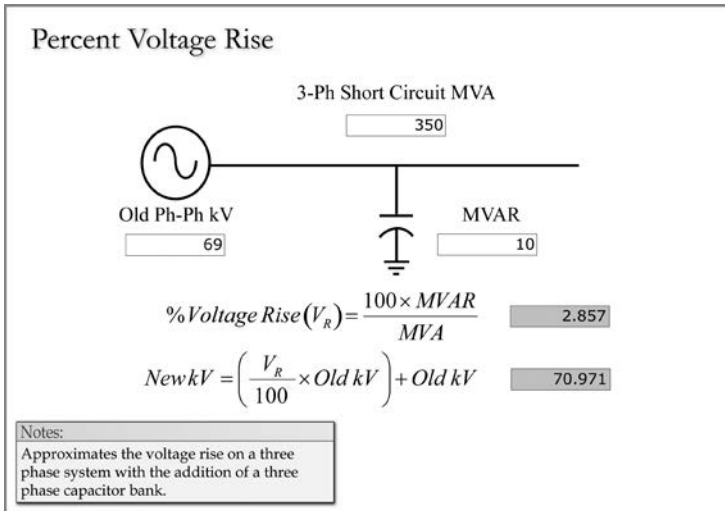 Percent Voltage Rise
3-Ph Short Circuit MVA
350
Old Ph-Ph kV
69
MVAR
10
%Voltage Rise(V_R)=\frac{100 × MVAR}{MVA}
2.857
New kV = (\frac{V_R}{100} × Old kV) + Old kV
70.971
Notes:
Approximates the voltage rise on a three
phase system with the addition of a three
phase capacitor bank.